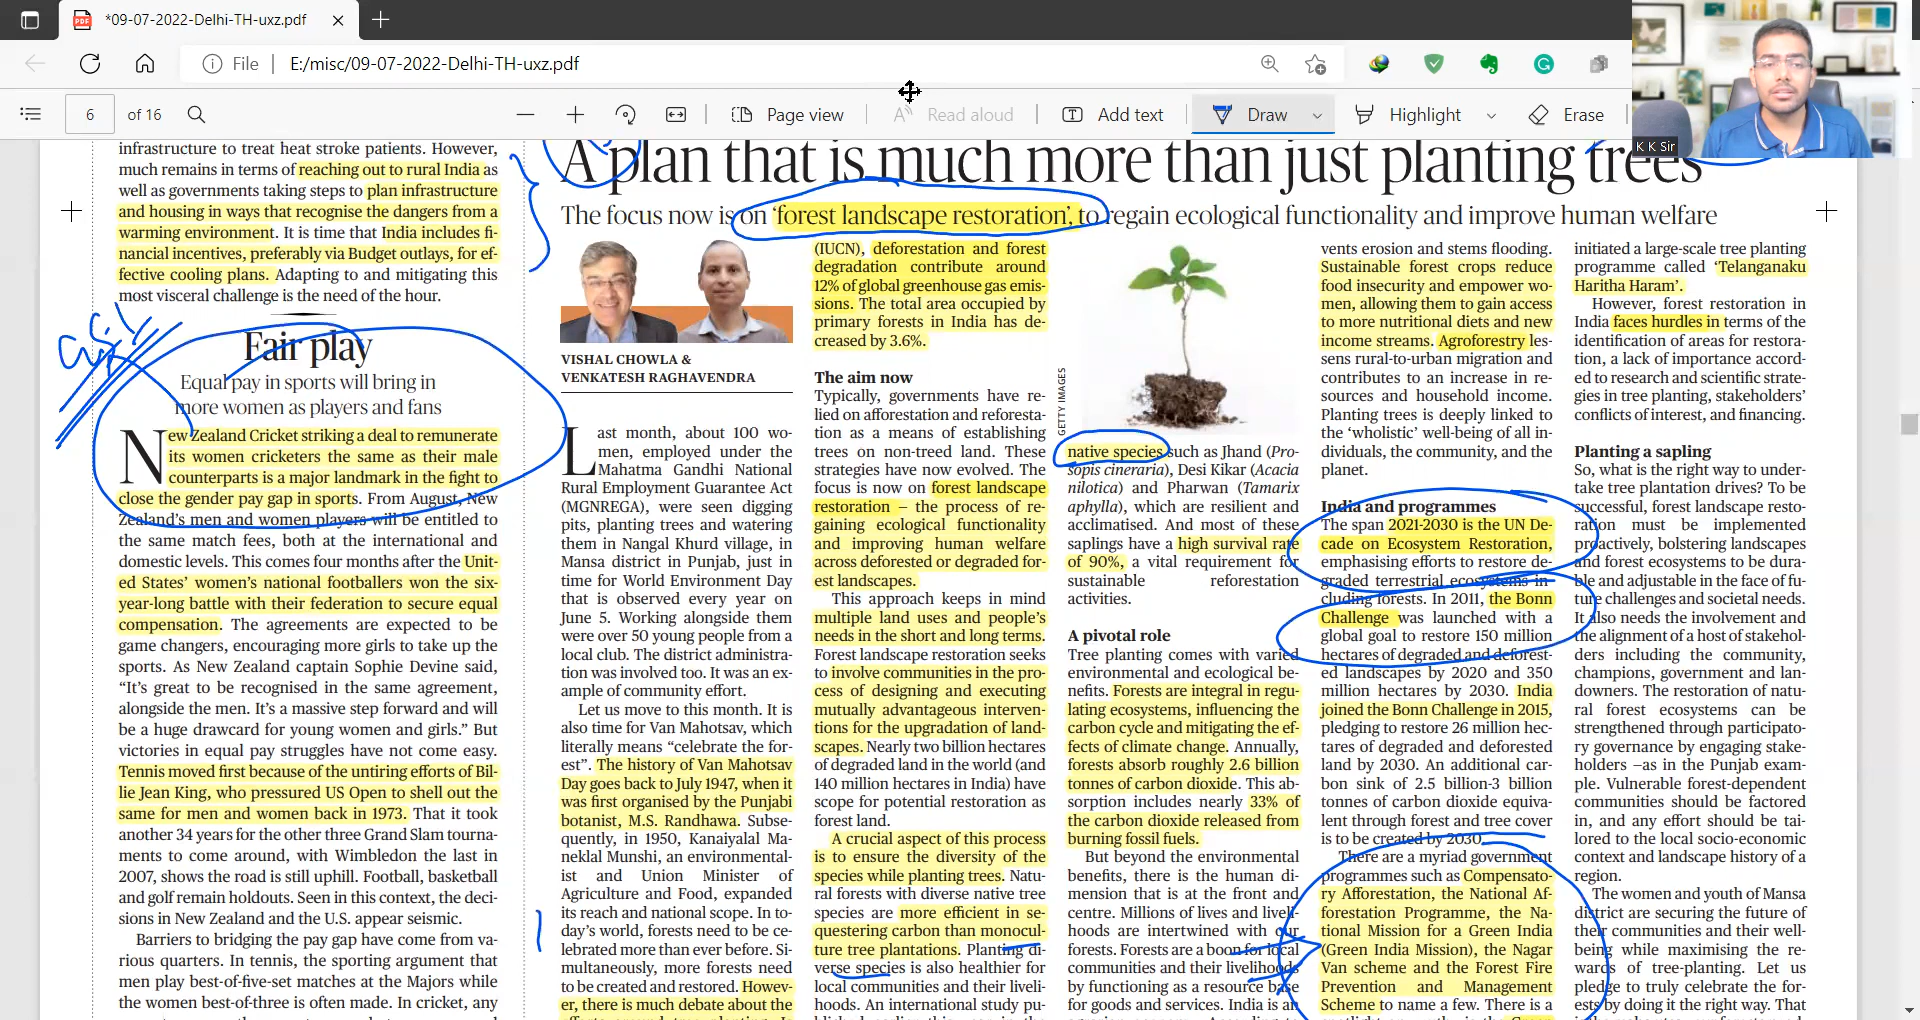 *09-07-2022-Delhi-TH-uxz.pdf
File
E:/misc/09-07-2022-Delhi-TH-uxz.pdf
6 of 16
Page view
Read aloud
Add text
Draw
Highlight
Erase
K K Sir
infrastructure to treat heat stroke patients. However,
much remains in terms of reaching out to rural India as
well as governments taking steps to plan infrastructure
and housing in ways that recognise the dangers from a
warming environment. It is time that India includes fi-
nancial incentives, preferably via Budget outlays, for ef-
fective cooling plans. Adapting to and mitigating this
most visceral challenge is the need of the hour.
Fair play
Equal pay in sports will bring in
more women as players and fans
New Zealand Cricket striking a deal to remunerate
its women cricketers the same as their male
counterparts is a major landmark in the fight to
close the gender pay gap in sports. From August, New
Zealand's men and women players will be entitled to
the same match fees, both at the international and
domestic levels. This comes four months after the Unit-
ed States' women's national footballers won the six-
year-long battle with their federation to secure equal
compensation. The agreements are expected to be
game changers, encouraging more girls to take up the
sports. As New Zealand captain Sophie Devine said,
“It's great to be recognised in the same agreement,
alongside the men. It's a massive step forward and will
be a huge drawcard for young women and girls.” But
victories in equal pay struggles have not come easy.
Tennis moved first because of the untiring efforts of Bil-
lie Jean King, who pressured US Open to shell out the
same for men and women back in 1973. That it took
another 34 years for the other three Grand Slam tourna-
ments to come around, with Wimbledon the last in
2007, shows the road is still uphill. Football, basketball
and golf remain holdouts. Seen in this context, the deci-
sions in New Zealand and the U.S. appear seismic.
Barriers to bridging the pay gap have come from va-
rious quarters. In tennis, the sporting argument that
men play best-of-five-set matches at the Majors while
the women best-of-three is often made. In cricket, any
A plan that is much more than just planting trees
The focus now is on ‘forest landscape restoration’, to regain ecological functionality and improve human welfare
VISHAL CHOWLA &
VENKATESH RAGHAVENDRA
Last month, about 100 wo-
men, employed under the
Mahatma Gandhi National
Rural Employment Guarantee Act
(MGNREGA), were seen digging
pits, planting trees and watering
them in Nangal Khurd village, in
Mansa district in Punjab, just in
time for World Environment Day
that is observed every year on
June 5. Working alongside them
were over 50 young people from a
local club. The district administra-
tion was involved too. It was an ex-
ample of community effort.
Let us move to this month. It is
also time for Van Mahotsav, which
literally means “celebrate the for-
est”. The history of Van Mahotsav
Day goes back to July 1947, when it
was first organised by the Punjabi
botanist, M.S. Randhawa. Subse-
quently, in 1950, Kanaiyalal Ma-
neklal Munshi, an environmental-
ist and Union Minister of
Agriculture and Food, expanded
its reach and national scope. In to-
day's world, forests need to be ce-
lebrated more than ever before. Si-
multaneously, more forests need
to be created and restored. Howev-
er, there is much debate about the
(IUCN), deforestation and forest
degradation contribute around
12% of global greenhouse gas emis-
sions. The total area occupied by
primary forests in India has de-
creased by 3.6%.
The aim now
Typically, governments have re-
lied on afforestation and reforesta-
tion as a means of establishing
trees on non-treed land. These
strategies have now evolved. The
focus is now on forest landscape
restoration – the process of re-
gaining ecological functionality
and improving human welfare
across deforested or degraded for-
est landscapes.
This approach keeps in mind
multiple land uses and people's
needs in the short and long terms.
Forest landscape restoration seeks
to involve communities in the pro-
cess of designing and executing
mutually advantageous interven-
tions for the upgradation of land-
scapes. Nearly two billion hectares
of degraded land in the world (and
140 million hectares in India) have
scope for potential restoration as
forest land.
A crucial aspect of this process
is to ensure the diversity of the
species while planting trees. Natu-
ral forests with diverse native tree
species are more efficient in se-
questering carbon than monocul-
ture tree plantations. Planting di-
verse species is also healthier for
local communities and their liveli-
hoods. An international study pu-
GETTY IMAGES
native species such as Jhand (Pro-
sopis cineraria), Desi Kikar (Acacia
nilotica) and Pharwan (Tamarix
aphylla), which are resilient and
acclimatised. And most of these
saplings have a high survival rate
of 90%, a vital requirement for
sustainable reforestation
activities.
A pivotal role
Tree planting comes with varied
environmental and ecological be-
nefits. Forests are integral in regu-
lating ecosystems, influencing the
carbon cycle and mitigating the ef-
fects of climate change. Annually,
forests absorb roughly 2.6 billion
tonnes of carbon dioxide. This ab-
sorption includes nearly 33% of
the carbon dioxide released from
burning fossil fuels.
But beyond the environmental
benefits, there is the human di-
mension that is at the front and
centre. Millions of lives and liveli-
hoods are intertwined with our
forests. Forests are a boon for local
communities and their livelihoods
by functioning as a resource base
for goods and services. India is an
vents erosion and stems flooding.
Sustainable forest crops reduce
food insecurity and empower wo-
men, allowing them to gain access
to more nutritional diets and new
income streams. Agroforestry les-
sens rural-to-urban migration and
contributes to an increase in re-
sources and household income.
Planting trees is deeply linked to
the ‘wholistic’ well-being of all in-
dividuals, the community, and the
planet.
India and programmes
The span 2021-2030 is the UN De-
cade on Ecosystem Restoration,
emphasising efforts to restore de-
graded terrestrial ecosystems in-
cluding forests. In 2011, the Bonn
Challenge was launched with a
global goal to restore 150 million
hectares of degraded and deforest-
ed landscapes by 2020 and 350
million hectares by 2030. India
joined the Bonn Challenge in 2015,
pledging to restore 26 million hec-
tares of degraded and deforested
land by 2030. An additional car-
bon sink of 2.5 billion-3 billion
tonnes of carbon dioxide equiva-
lent through forest and tree cover
is to be created by 2030.
There are a myriad government
programmes such as Compensato-
ry Afforestation, the National Af-
forestation Programme, the Na-
tional Mission for a Green India
(Green India Mission), the Nagar
Van scheme and the Forest Fire
Prevention and Management
Scheme to name a few. There is a
initiated a large-scale tree planting
programme called ‘Telanganaku
Haritha Haram’.
However, forest restoration in
India faces hurdles in terms of the
identification of areas for restora-
tion, a lack of importance accord-
ed to research and scientific strate-
gies in tree planting, stakeholders'
conflicts of interest, and financing.
Planting a sapling
So, what is the right way to under-
take tree plantation drives? To be
successful, forest landscape resto-
ration must be implemented
proactively, bolstering landscapes
and forest ecosystems to be dura-
ble and adjustable in the face of fu-
ture challenges and societal needs.
It also needs the involvement and
the alignment of a host of stakehol-
ders including the community,
champions, government and lan-
downers. The restoration of natu-
ral forest ecosystems can be
strengthened through participato-
ry governance by engaging stake-
holders –as in the Punjab exam-
ple. Vulnerable forest-dependent
communities should be factored
in, and any effort should be tai-
lored to the local socio-economic
context and landscape history of a
region.
The women and youth of Mansa
district are securing the future of
their communities and their well-
being while maximising the re-
wards of tree-planting. Let us
pledge to truly celebrate the for-
ests by doing it the right way. That